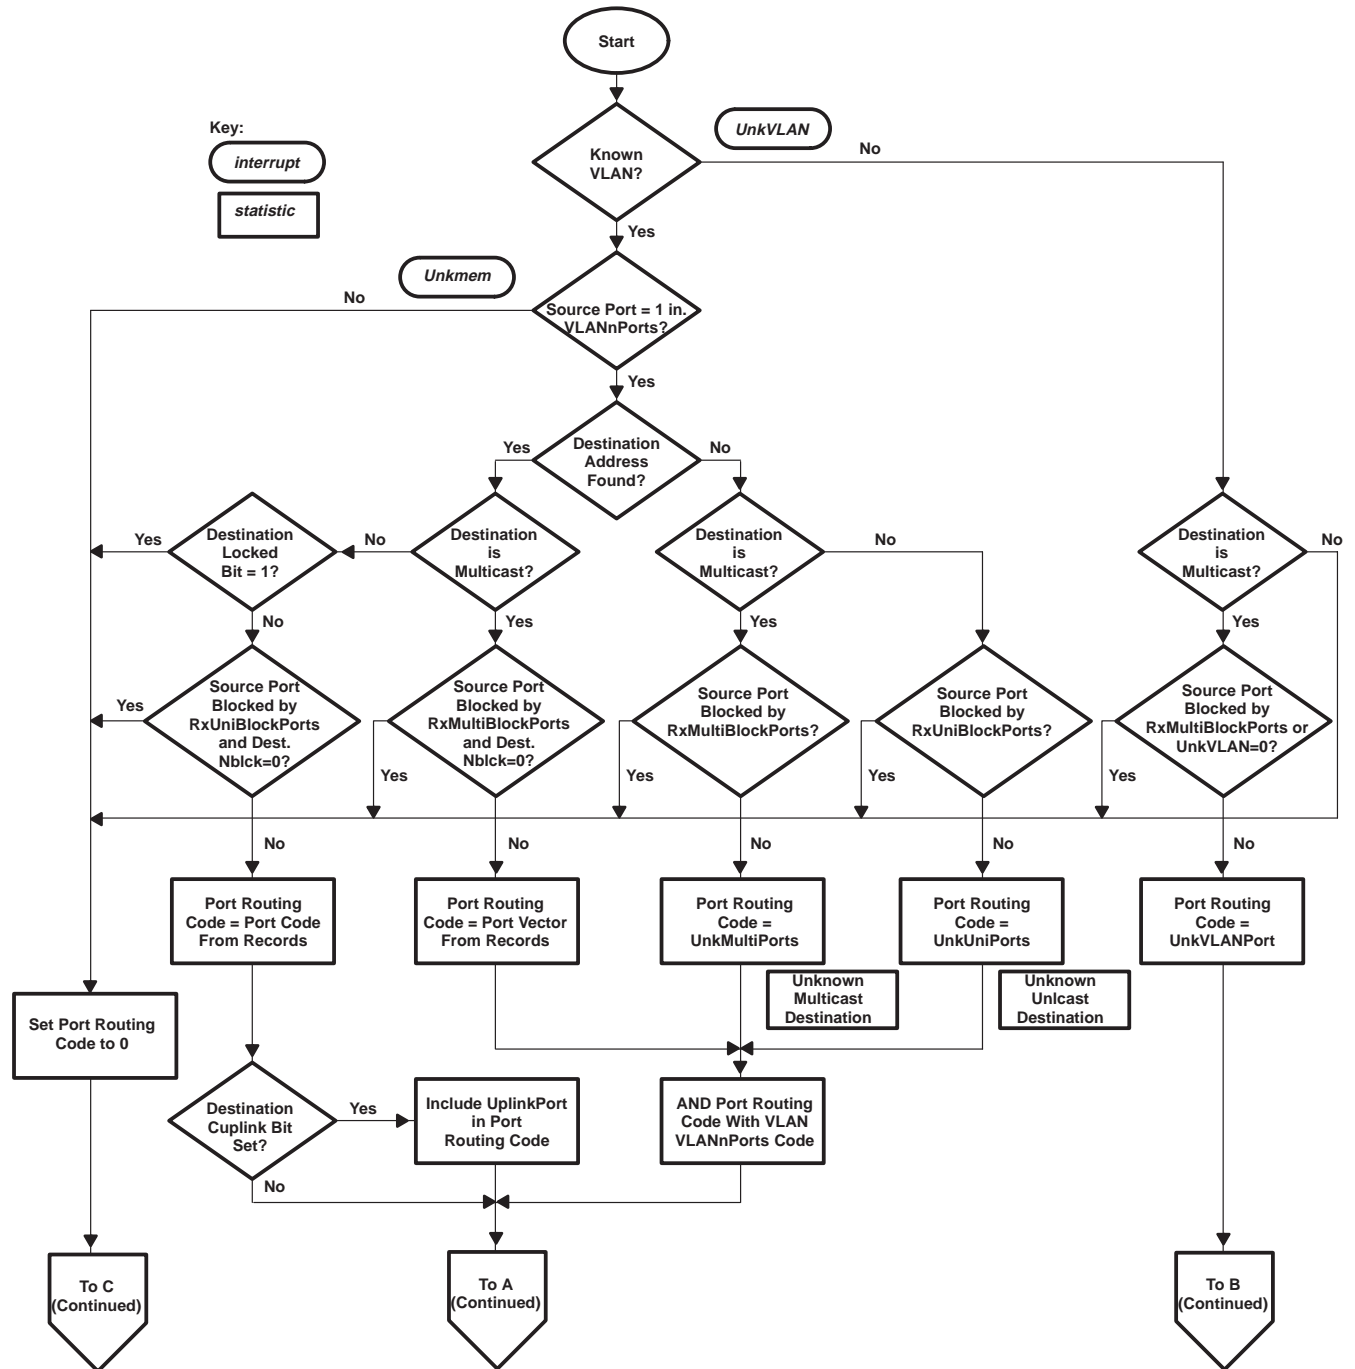 Start
Key:
interrupt
statistic
UnkVLAN
No
Known
VLAN?
Yes
Unkmem
No
Source Port = 1 in.
VLANnPorts?
Yes
Yes
Destination
Address
Found?
No
Yes
Destination
Locked
Bit = 1?
No
Destination
is
Multicast?
Destination
is
Multicast?
No
Destination
is
Multicast?
No
No
Yes
Yes
Yes
Yes
Source Port
Blocked by
RxUniBlockPorts
and Dest.
Nblck=0?
Source Port
Blocked by
RxMultiBlockPorts
and Dest.
Nblck=0?
Source Port
Blocked by
RxMultiBlockPorts?
Source Port
Blocked by
RxUniBlockPorts?
Source Port
Blocked by
RxMultiBlockPorts or
UnkVLAN=0?
Yes
Yes
Yes
Yes
No
No
No
No
No
Port Routing
Code = Port Code
From Records
Port Routing
Code = Port Vector
From Records
Port Routing
Code =
UnkMultiPorts
Port Routing
Code =
UnkUniPorts
Port Routing
Code =
UnkVLANPort
Unknown
Multicast
Destination
Unknown
UnIcast
Destination
Set Port Routing
Code to 0
Destination
Cuplink Bit
Set?
Yes
Include UplinkPort
in Port
Routing Code
AND Port Routing
Code With VLAN
VLANnPorts Code
No
To C
(Continued)
To A
(Continued)
To B
(Continued)